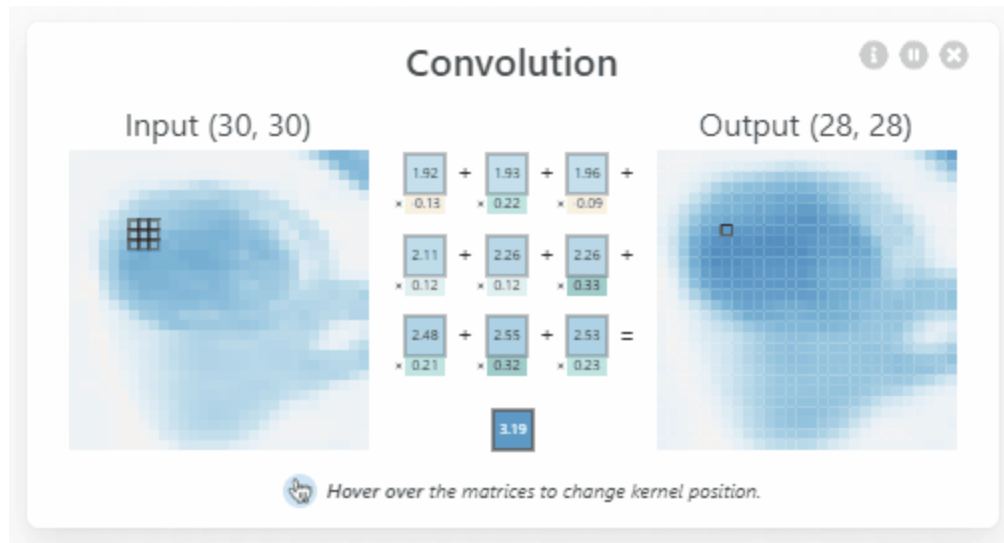 Convolution
Input (30, 30)
Output (28, 28)
1.92 + 1.93 + 1.96 +
× -0.13 × 0.22 × -0.09
2.11 + 2.26 + 2.26 +
× 0.12 × 0.12 × 0.33
2.48 + 2.55 + 2.53 =
× 0.21 × 0.32 × 0.23
3.19
Hover over the matrices to change kernel position.